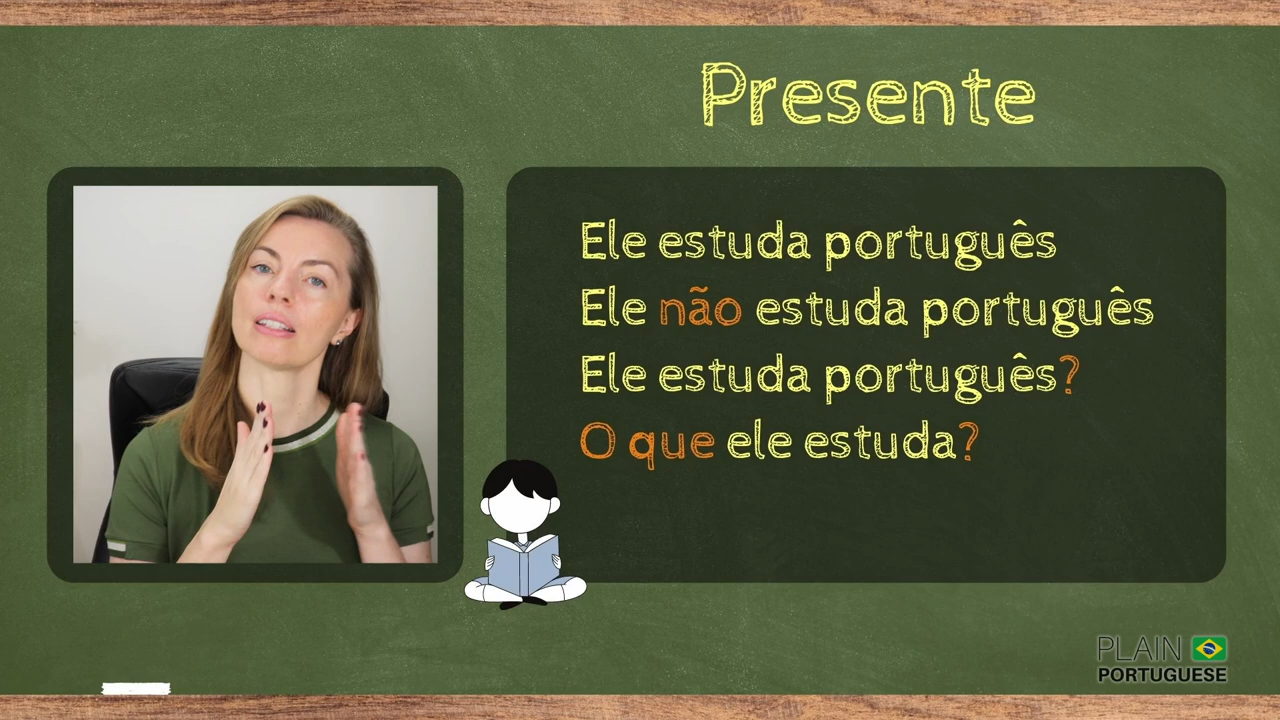 Presente
Ele estuda português
Ele não estuda português
Ele estuda português?
O que ele estuda?
PLAIN
PORTUGUESE